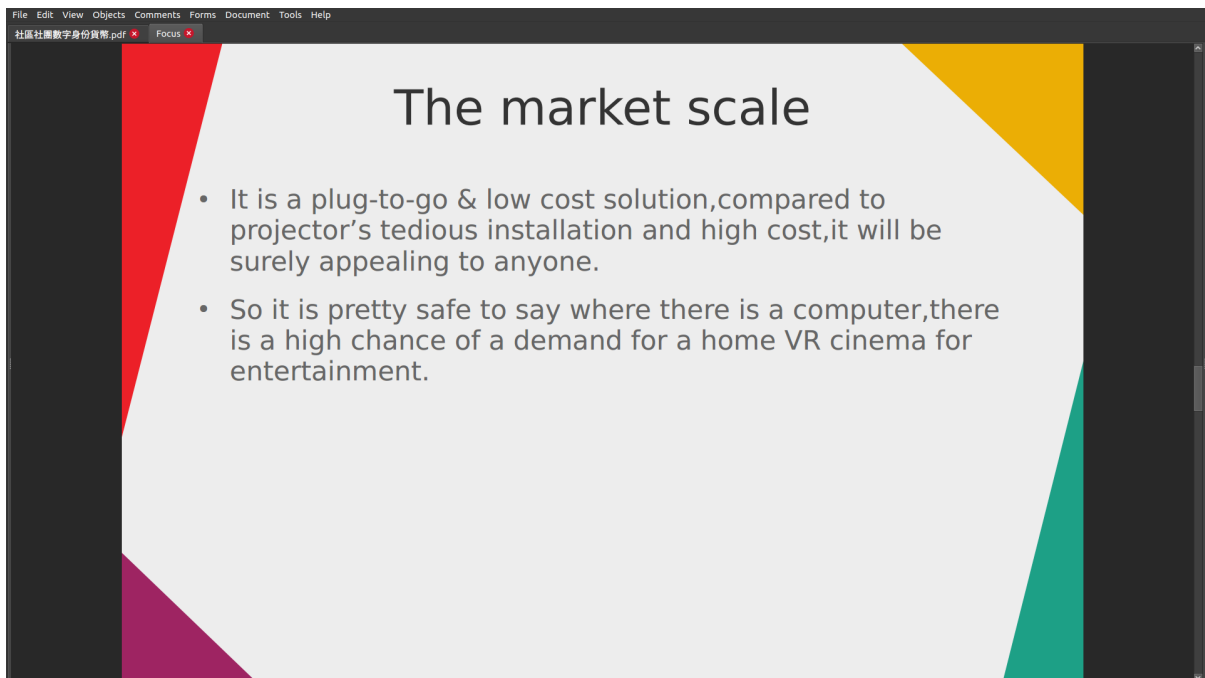 File Edit View Objects Comments Forms Document Tools Help
社區社團數字身份貨幣.pdf Focus
The market scale
• It is a plug-to-go & low cost solution,compared to
projector’s tedious installation and high cost,it will be
surely appealing to anyone.
• So it is pretty safe to say where there is a computer,there
is a high chance of a demand for a home VR cinema for
entertainment.